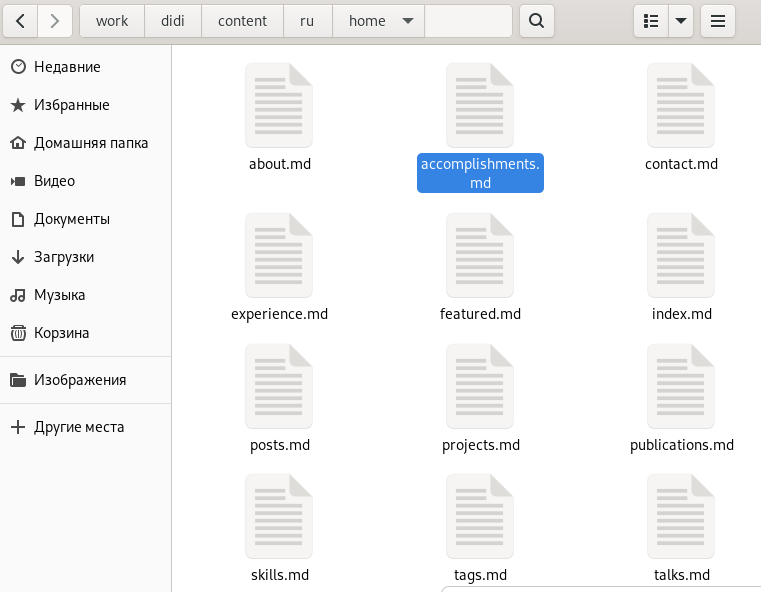 work didi content ru home
Недавние
Избранные
Домашняя папка
Видео
Документы
Загрузки
Музыка
Корзина
Изображения
Другие места
about.md
accomplishments.
md
contact.md
experience.md
featured.md
index.md
posts.md
projects.md
publications.md
skills.md
tags.md
talks.md